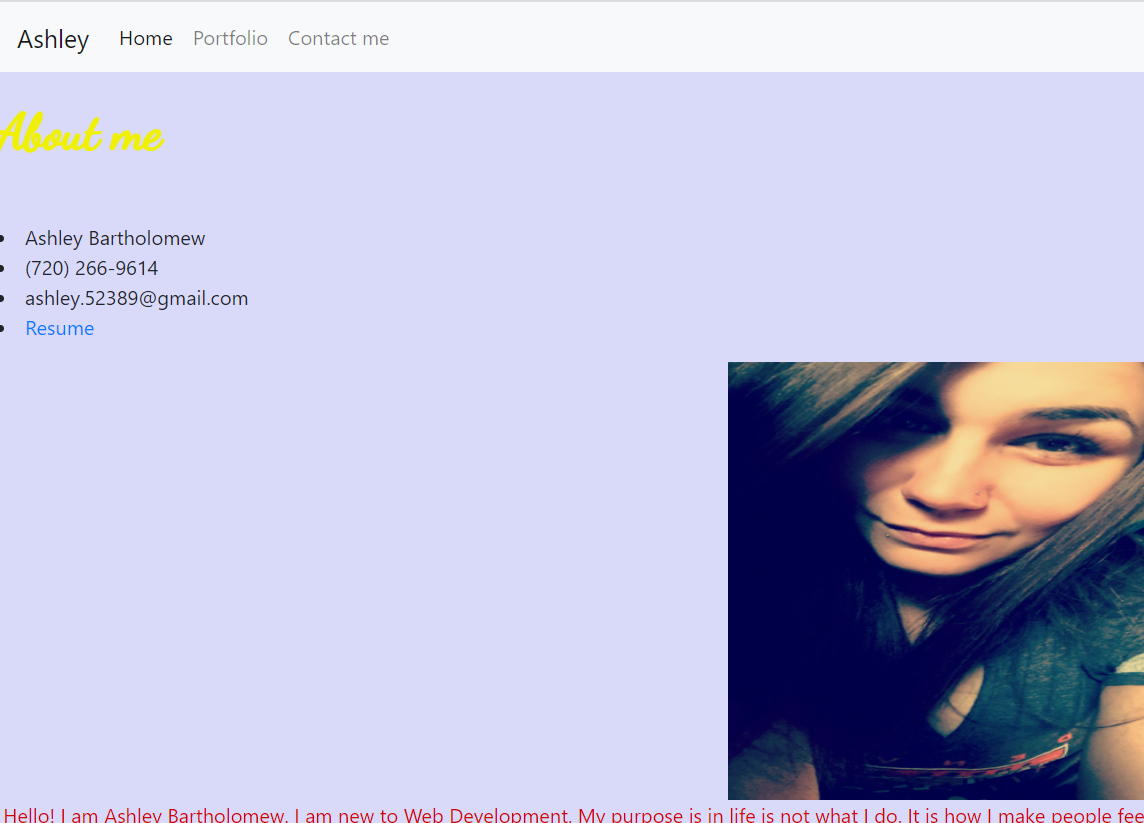 Ashley Home Portfolio Contact me
About me
Ashley Bartholomew
(720) 266-9614
ashley.52389@gmail.com
Resume
Hello! I am Ashley Bartholomew. I am new to Web Development. My purpose is in life is not what I do. It is how I make people fee